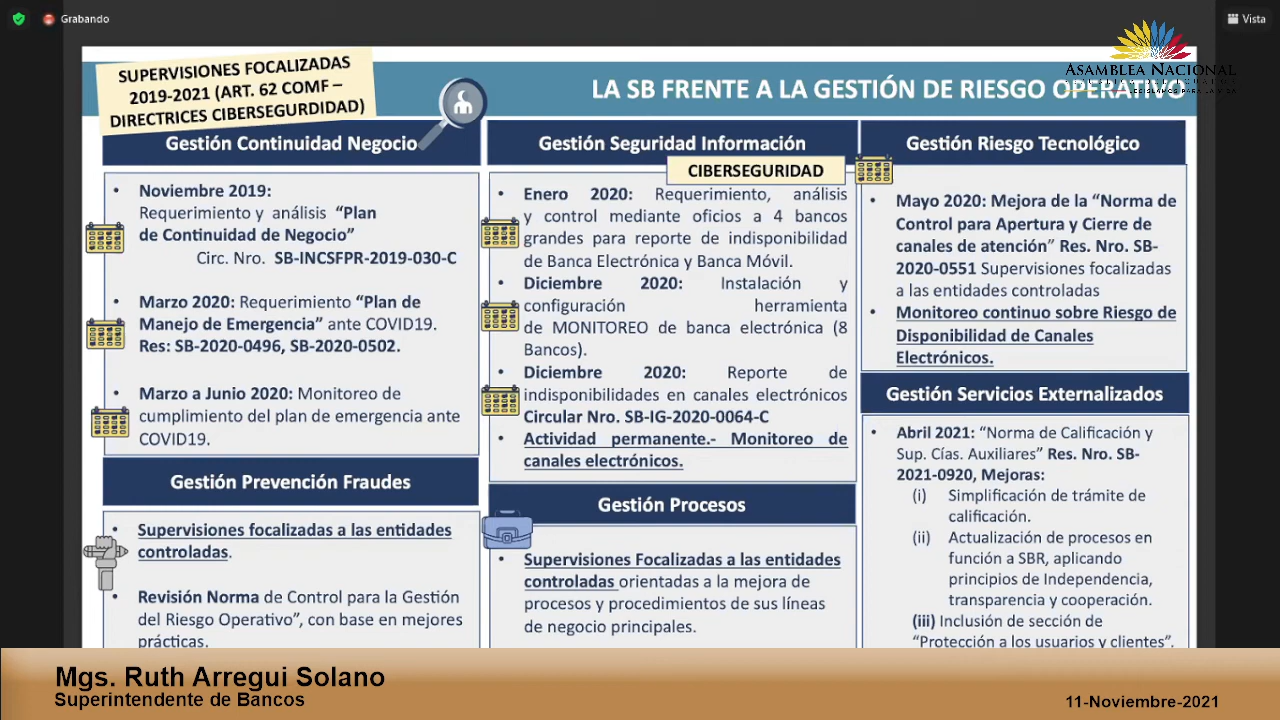 Grabando
Vista
SUPERVISIONES FOCALIZADAS
2019-2021 (ART. 62 COMF –
DIRECTRICES CIBERSEGURDIDAD)
LA SB FRENTE A LA GESTIÓN DE RIESGO OPERATIVO
ASAMBLEA NACIONAL
Gestión Continuidad Negocio
• Noviembre 2019:
Requerimiento y análisis “Plan
de Continuidad de Negocio”
Circ. Nro. SB-INCSFPR-2019-030-C
• Marzo 2020: Requerimiento “Plan de
Manejo de Emergencia” ante COVID19.
Res: SB-2020-0496, SB-2020-0502.
• Marzo a Junio 2020: Monitoreo de
cumplimiento del plan de emergencia ante
COVID19.
Gestión Prevención Fraudes
• Supervisiones focalizadas a las entidades
controladas.
Revisión Norma de Control para la Gestión
del Riesgo Operativo”, con base en mejores
prácticas.
Gestión Seguridad Información
CIBERSEGURIDAD
• Enero 2020: Requerimiento, análisis
y control mediante oficios a 4 bancos
grandes para reporte de indisponibilidad
de Banca Electrónica y Banca Móvil.
• Diciembre 2020: Instalación y
configuración herramienta
de MONITOREO de banca electrónica (8
Bancos).
• Diciembre 2020: Reporte de
indisponibilidades en canales electrónicos
Circular Nro. SB-IG-2020-0064-C
• Actividad permanente.- Monitoreo de
canales electrónicos.
Gestión Procesos
• Supervisiones Focalizadas a las entidades
controladas orientadas a la mejora de
procesos y procedimientos de sus líneas
de negocio principales.
Gestión Riesgo Tecnológico
• Mayo 2020: Mejora de la “Norma de
Control para Apertura y Cierre de
canales de atención” Res. Nro. SB-
2020-0551 Supervisiones focalizadas
a las entidades controladas
• Monitoreo continuo sobre Riesgo de
Disponibilidad de Canales
Electrónicos.
Gestión Servicios Externalizados
• Abril 2021: “Norma de Calificación y
Sup. Cías. Auxiliares” Res. Nro. SB-
2021-0920, Mejoras:
(i) Simplificación de trámite de
calificación.
(ii) Actualización de procesos en
función a SBR, aplicando
principios de Independencia,
transparencia y cooperación.
(iii) Inclusión de sección de
“Protección a los usuarios y clientes”.
Mgs. Ruth Arregui Solano
Superintendente de Bancos
11-Noviembre-2021